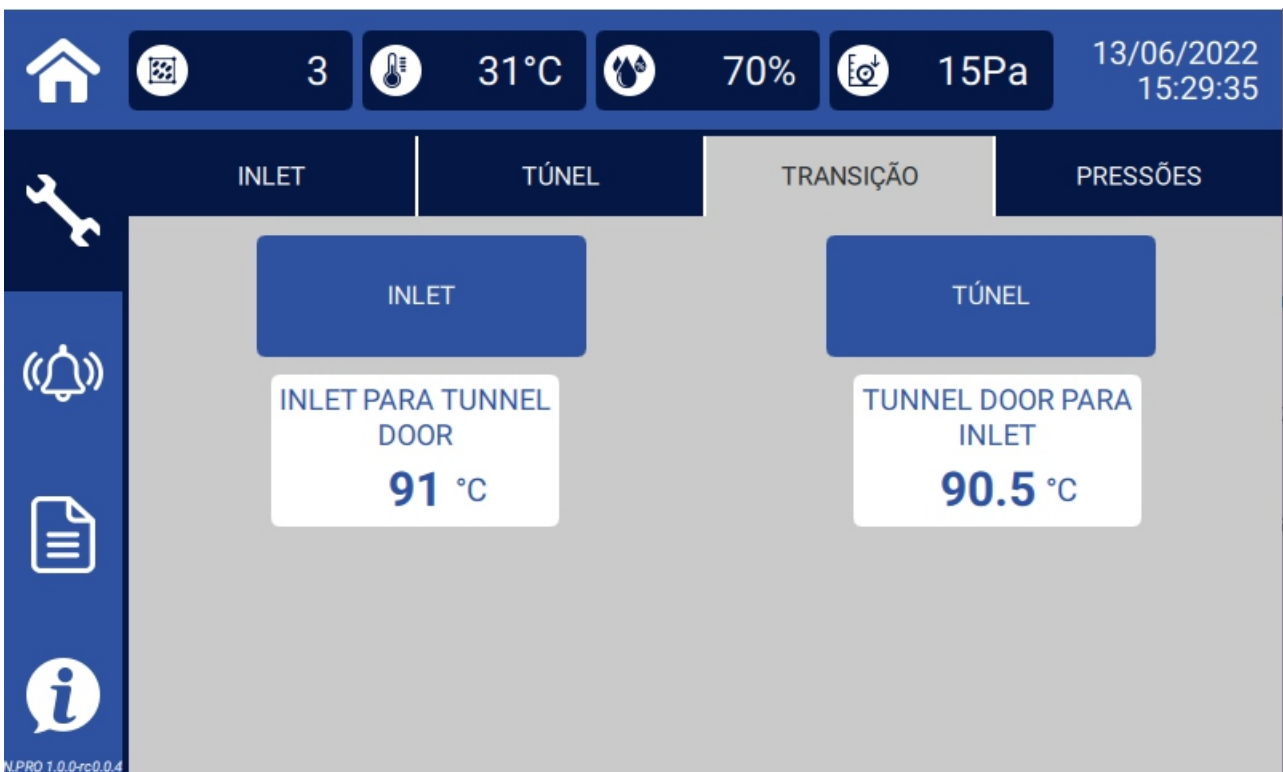 3
31°C
70%
15Pa
13/06/2022
15:29:35
INLET
TÚNEL
TRANSIÇÃO
PRESSÕES
INLET
TÚNEL
INLET PARA TUNNEL
DOOR
91 °C
TUNNEL DOOR PARA
INLET
90.5 °C
N.PRO 1.0.0-rc0.0.4